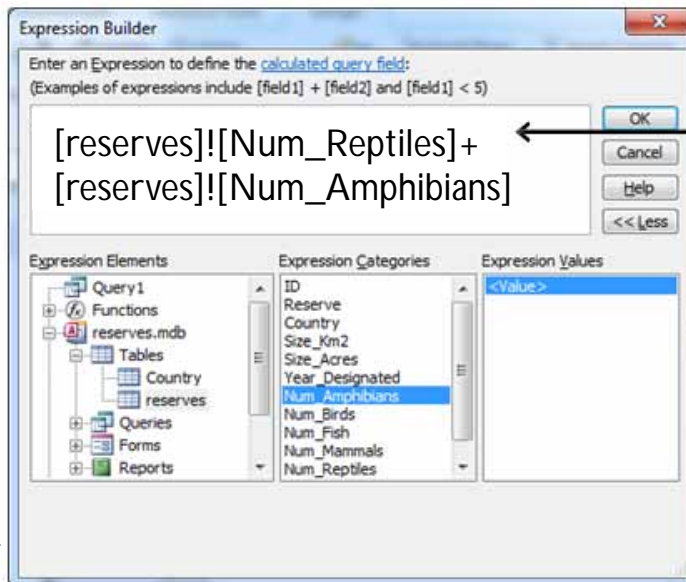 Expression Builder
Enter an Expression to define the calculated query field:
(Examples of expressions include [field1] + [field2] and [field1] < 5)
[reserves]![Num_Reptiles]+
[reserves]![Num_Amphibians]
OK
Cancel
Help
<< Less
Expression Elements
Query1
Functions
reserves.mdb
Tables
Country
reserves
Queries
Forms
Reports
Expression Categories
ID
Reserve
Country
Size_Km2
Size_Acres
Year_Designated
Num_Amphibians
Num_Birds
Num_Fish
Num_Mammals
Num_Reptiles
Expression Values
<Value>